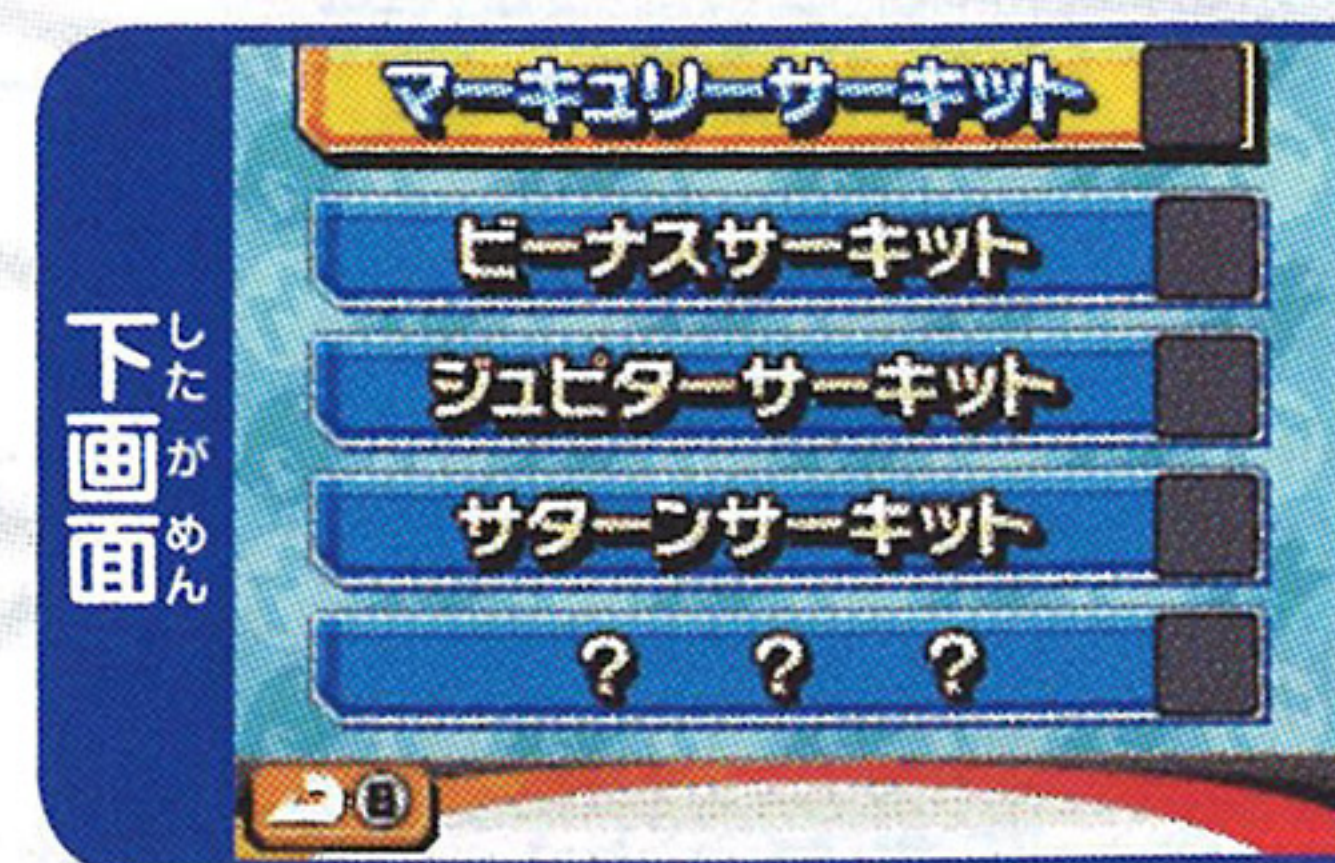 下画面
したがめん
マーキュリーサーキット
ビーナスサーキット
ジュピターサーキット
サターンサーキット
? ? ?
B